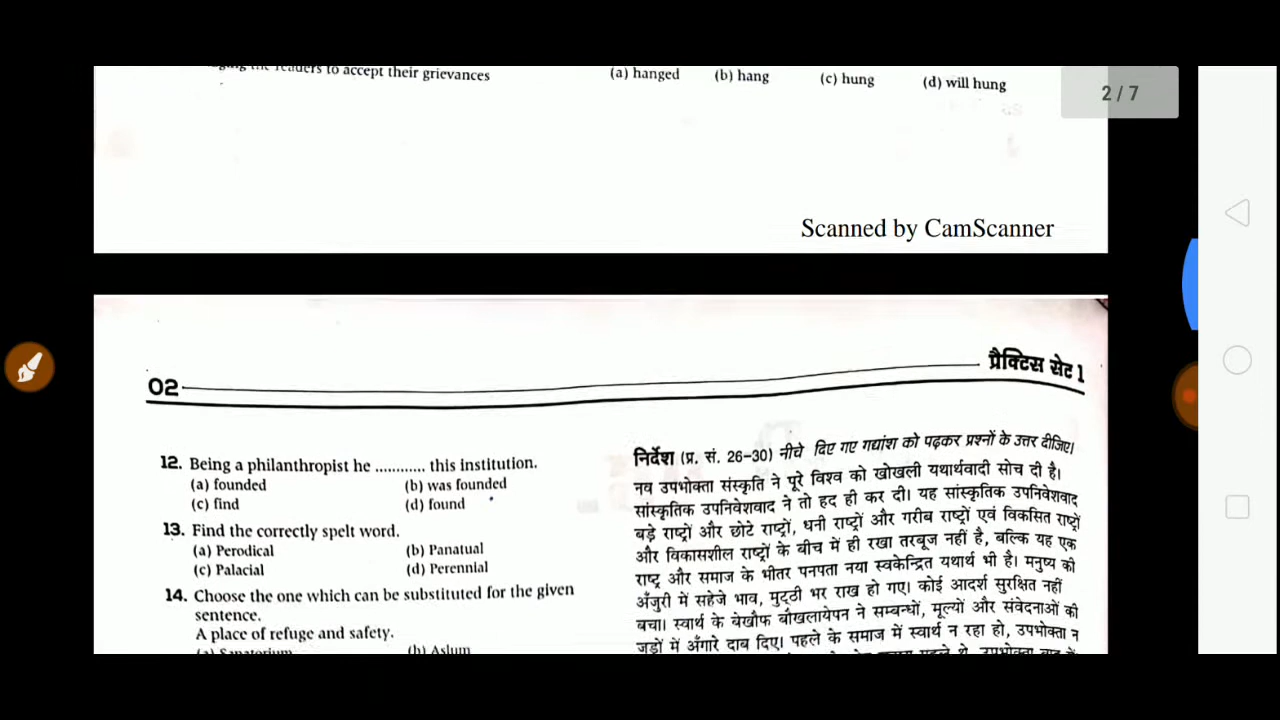 to accept their grievances
(a) hanged (b) hang (c) hung (d) will hung
2 / 7
Scanned by CamScanner
02
प्रैक्टिस सेट 1
12. Being a philanthropist he ............ this institution.
(a) founded (b) was founded
(c) find (d) found
13. Find the correctly spelt word.
(a) Perodical (b) Panatual
(c) Palacial (d) Perennial
14. Choose the one which can be substituted for the given
sentence.
A place of refuge and safety.
(a) Sanatorium (b) Aslum
निर्देश (प्र. सं. 26-30) नीचे दिए गए गद्यांश को पढ़कर प्रश्नों के उत्तर दीजिए।
नव उपभोक्ता संस्कृति ने पूरे विश्व को खोखली यथार्थवादी सोच दी है।
सांस्कृतिक उपनिवेशवाद ने तो हद ही कर दी। यह सांस्कृतिक उपनिवेशवाद
बड़े राष्ट्रों और छोटे राष्ट्रों, धनी राष्ट्रों और गरीब राष्ट्रों एवं विकसित राष्ट्रों
और विकासशील राष्ट्रों के बीच में ही रखा तरबूज नहीं है, बल्कि यह एक
राष्ट्र और समाज के भीतर पनपता नया स्वकेन्द्रित यथार्थ भी है। मनुष्य की
अँजुरी में सहेजे भाव, मुट्ठी भर राख हो गए। कोई आदर्श सुरक्षित नहीं
बचा। स्वार्थ के बेखौफ बौखलायेपन ने सम्बन्धों, मूल्यों और संवेदनाओं की
जड़ों में अँगारे दाब दिए। पहले के समाज में स्वार्थ न रहा हो, उपभोक्ता न